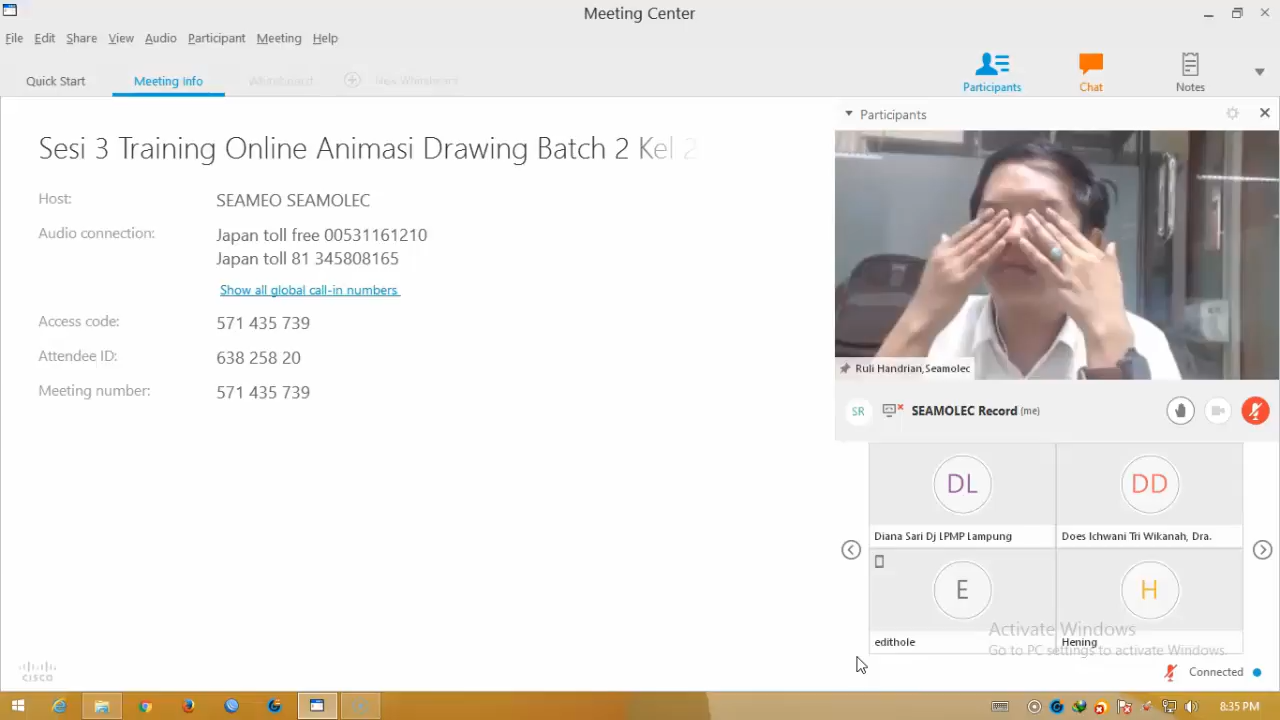 Meeting Center
File Edit Share View Audio Participant Meeting Help
Quick Start
Meeting Info
Whiteboard
New Whiteboard
Participants
Chat
Notes
Sesi 3 Training Online Animasi Drawing Batch 2 Kel 2
Host: SEAMEO SEAMOLEC
Audio connection: Japan toll free 00531161210
Japan toll 81 345808165
Show all global call-in numbers
Access code: 571 435 739
Attendee ID: 638 258 20
Meeting number: 571 435 739
cisco
Participants
Ruli Handrian,Seamolec
SR SEAMOLEC Record (me)
DL
Diana Sari Dj LPMP Lampung
DD
Does Ichwani Tri Wikanah, Dra.
E
edithole
H
Hening
Activate Windows
Go to PC settings to activate Windows.
Connected
8:35 PM